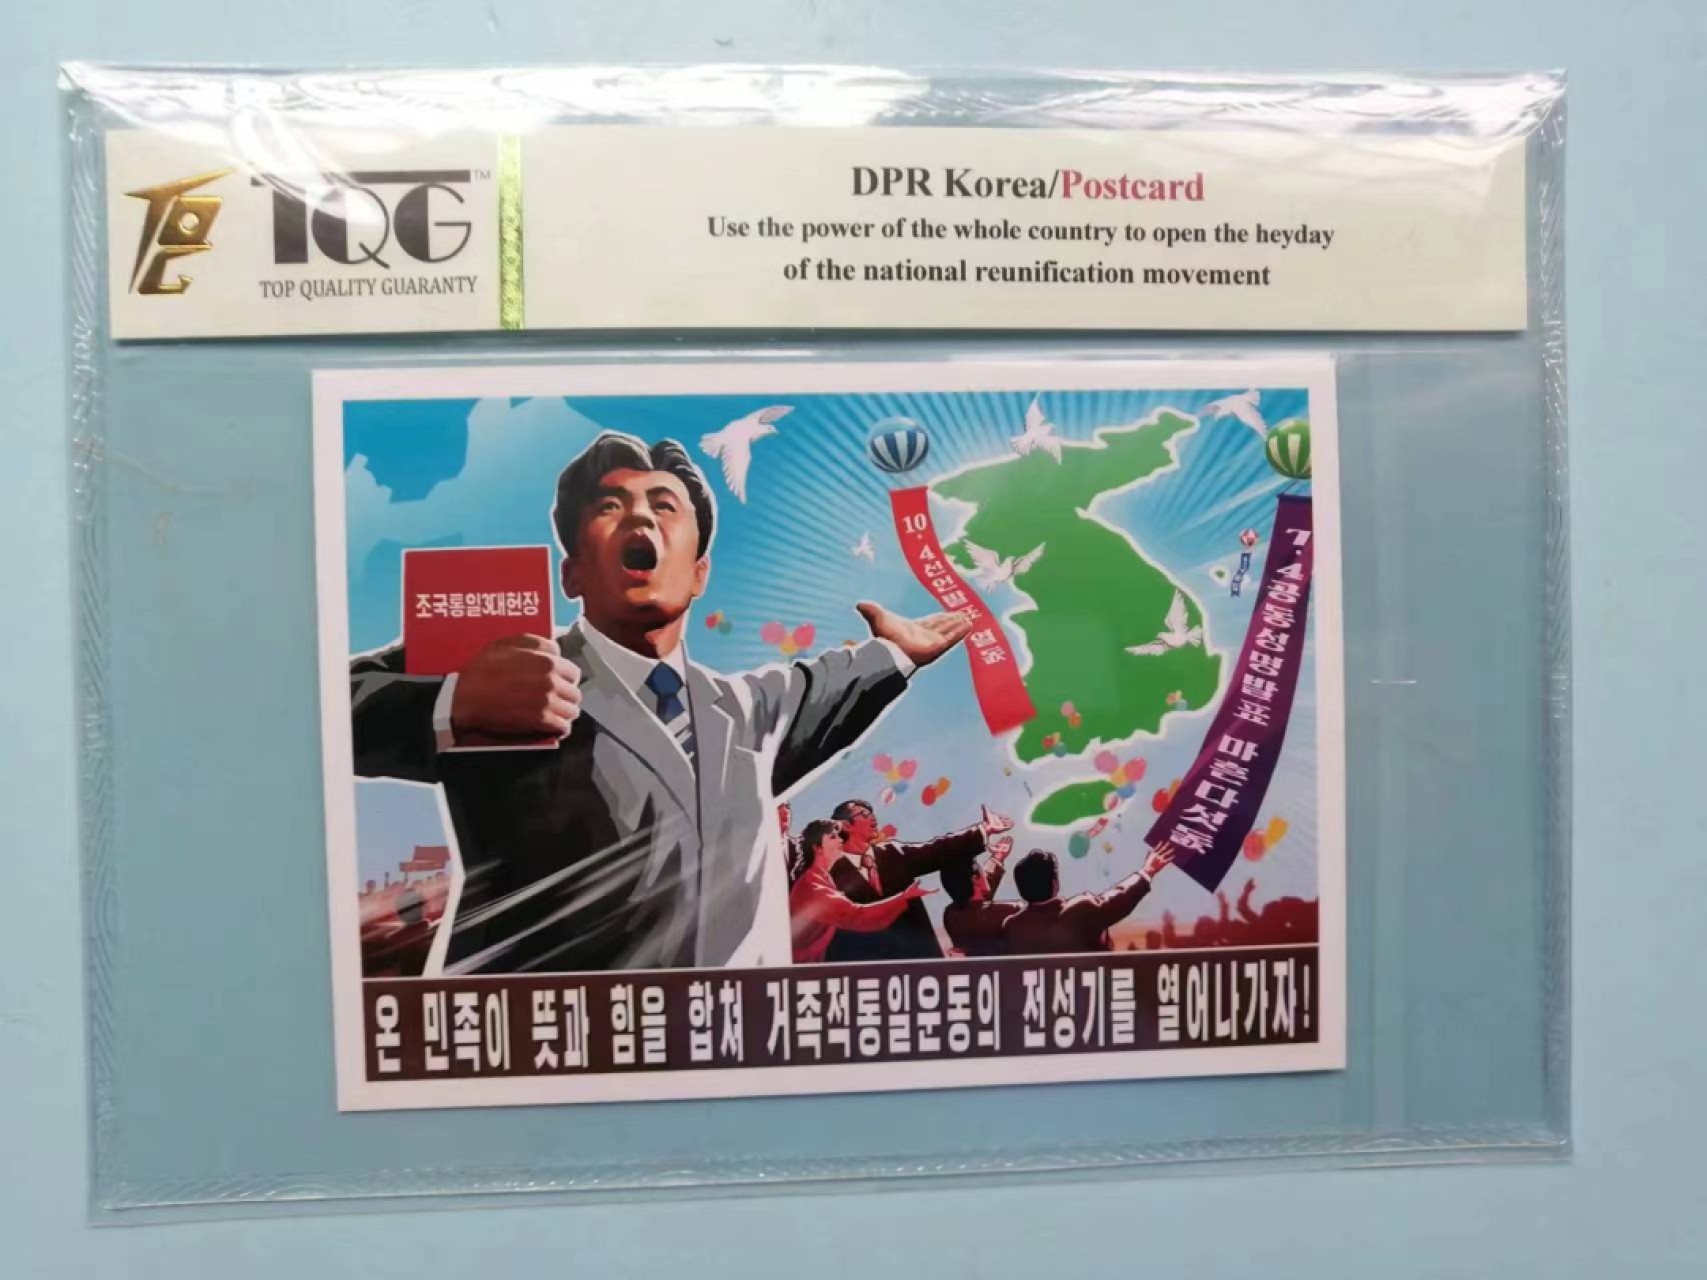 TQG™
TOP QUALITY GUARANTY
DPR Korea/Postcard
Use the power of the whole country to open the heyday
of the national reunification movement
조국통일3대헌장
10.4선언발표 열돐
7.4공동성명발표 마흔다섯돐
온 민족이 뜻과 힘을 합쳐 거족적통일운동의 전성기를 열어나가자!